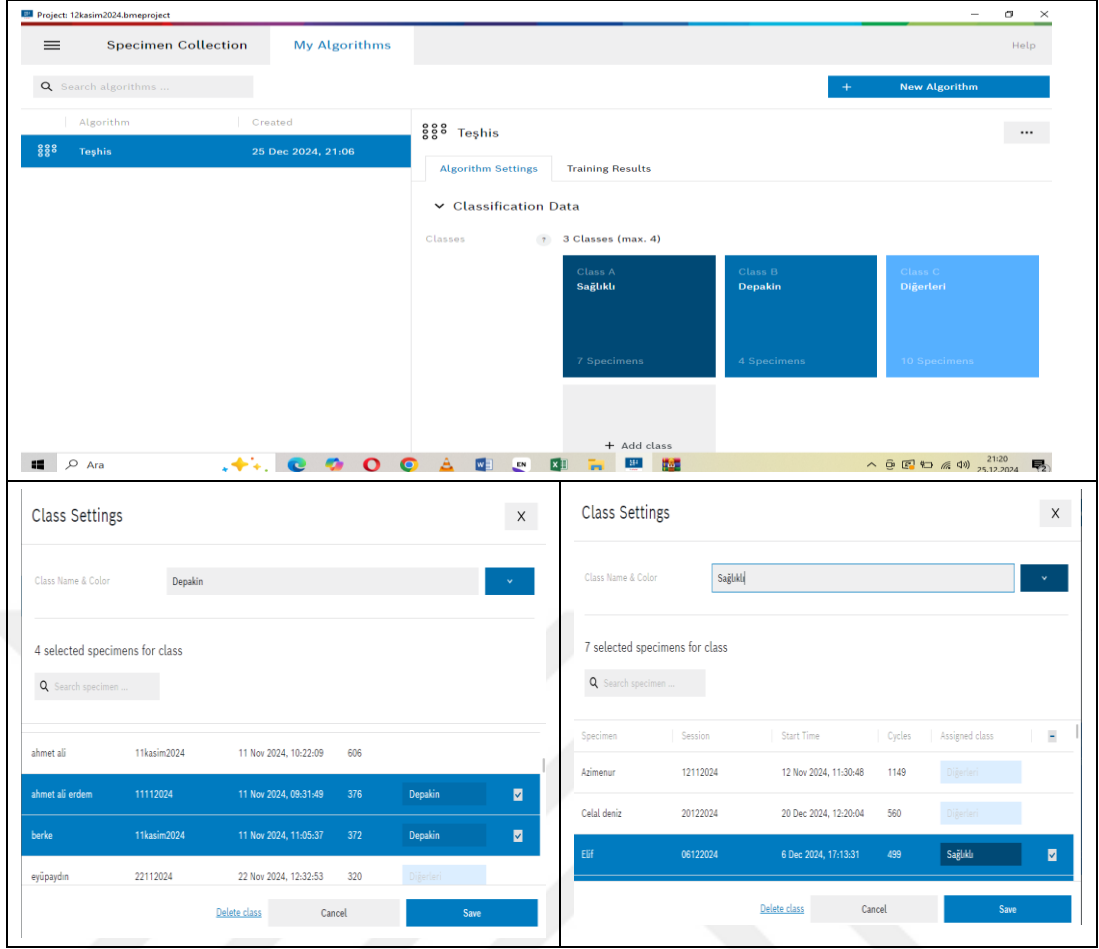 Project: 12kasim2024.bmeproject
Specimen Collection My Algorithms Help
Search algorithms ... + New Algorithm
Algorithm Created
Teşhis 25 Dec 2024, 21:06
Teşhis ...
Algorithm Settings Training Results
Classification Data
Classes ? 3 Classes (max. 4)
Class A Class B Class C
Sağlıklı Depakin Diğerleri
7 Specimens 4 Specimens 10 Specimens
+ Add class
Ara EN 21:20
25.12.2024 2
Class Settings X
Class Name & Color Depakin
4 selected specimens for class
Search specimen ...
ahmet ali 11kasim2024 11 Nov 2024, 10:22:09 606
ahmet ali erdem 11112024 11 Nov 2024, 09:31:49 376 Depakin
berke 11kasim2024 11 Nov 2024, 11:05:37 372 Depakin
eyüpaydın 22112024 22 Nov 2024, 12:32:53 320 Diğerleri
Delete class Cancel Save
Class Settings X
Class Name & Color Sağlıklı
7 selected specimens for class
Search specimen ...
Specimen Session Start Time Cycles Assigned class
Azimenur 12112024 12 Nov 2024, 11:30:48 1149 Diğerleri
Celal deniz 20122024 20 Dec 2024, 12:20:04 560 Diğerleri
Elif 06122024 6 Dec 2024, 17:13:31 499 Sağlıklı
Delete class Cancel Save